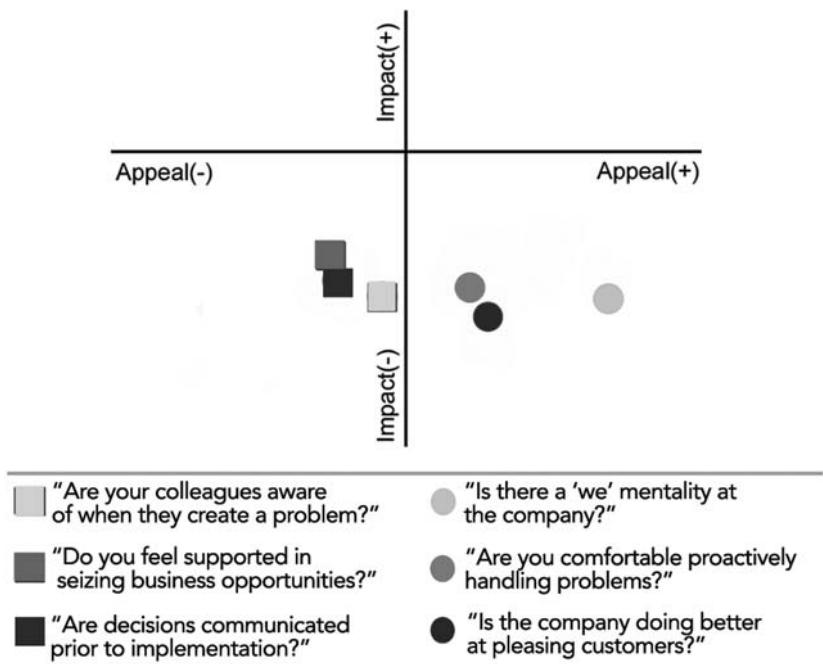 Impact(+)
Appeal(-)
Appeal(+)
Impact(-)
“Are your colleagues aware
of when they create a problem?”
“Do you feel supported in
seizing business opportunities?”
“Are decisions communicated
prior to implementation?”
“Is there a ‘we’ mentality at
the company?”
“Are you comfortable proactively
handling problems?”
“Is the company doing better
at pleasing customers?”